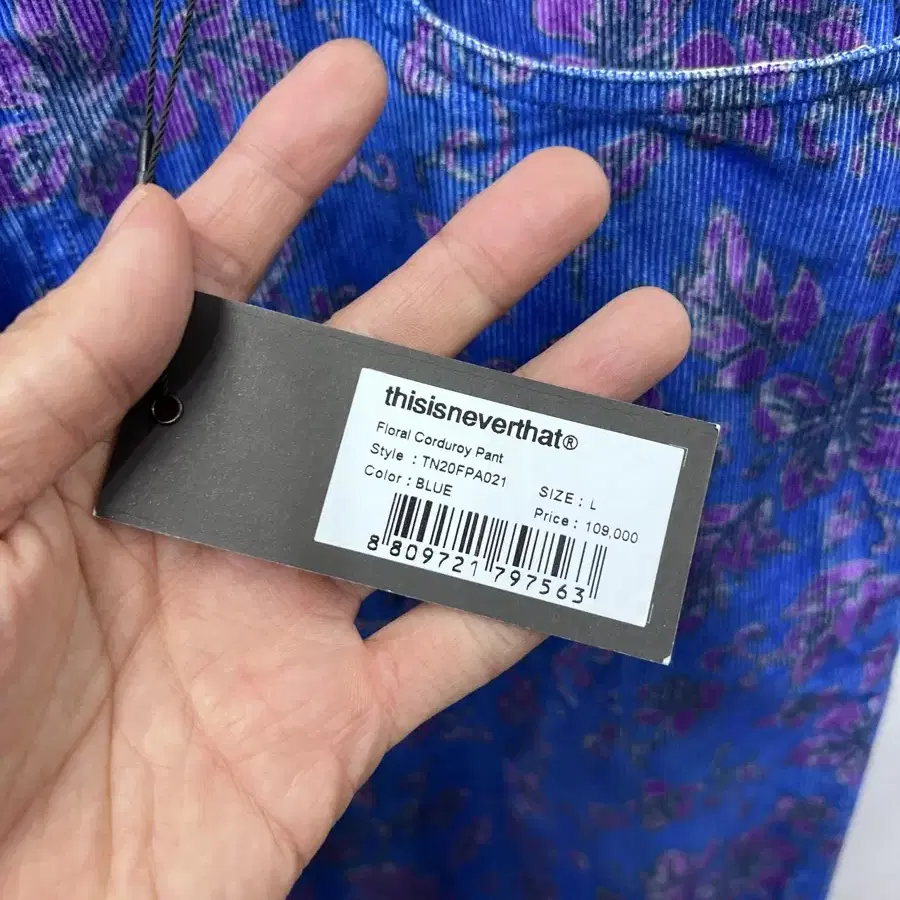 thisisneverthat®
Floral Corduroy Pant
Style : TN20FPA021
Color : BLUE
SIZE : L
Price : 109,000
8 809721 797563